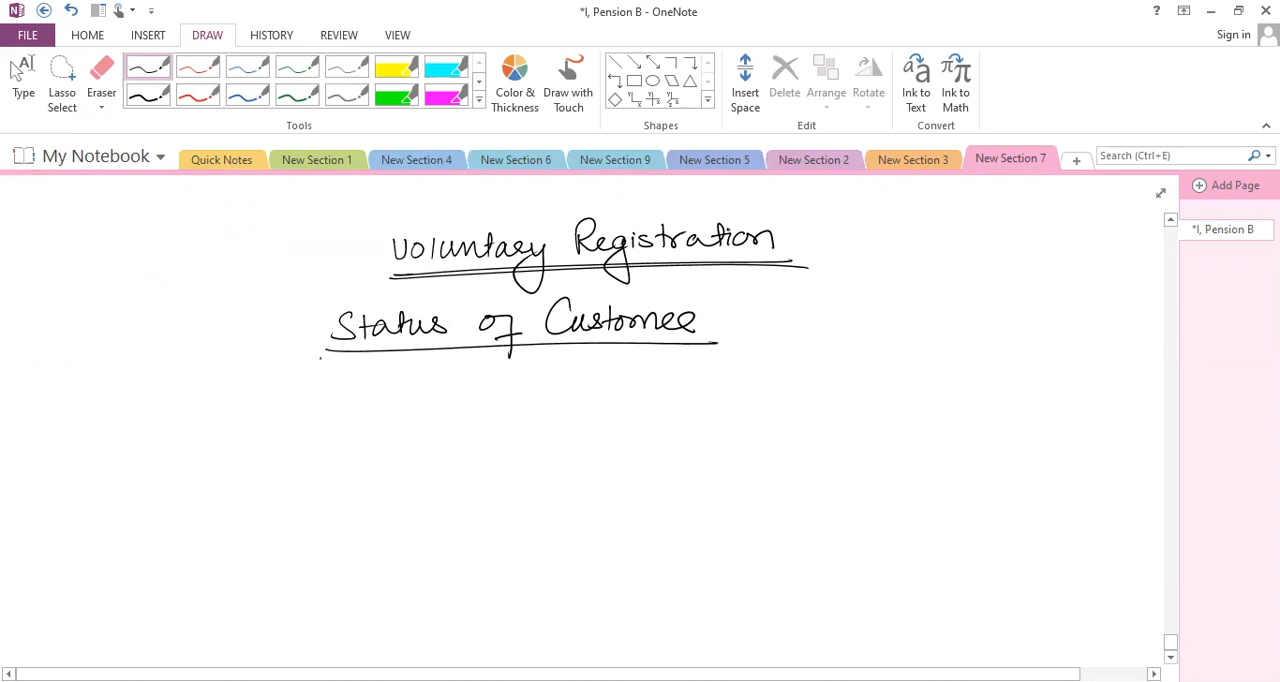 *I, Pension B - OneNote
? Sign in
FILE HOME INSERT DRAW HISTORY REVIEW VIEW
Type Lasso Select Eraser Color & Thickness Draw with Touch Insert Space Delete Arrange Rotate Ink to Text Ink to Math
Tools Shapes Edit Convert
My Notebook Quick Notes New Section 1 New Section 4 New Section 6 New Section 9 New Section 5 New Section 2 New Section 3 New Section 7 + Search (Ctrl+E)
Add Page
*I, Pension B
Voluntary Registration
Status of Customer